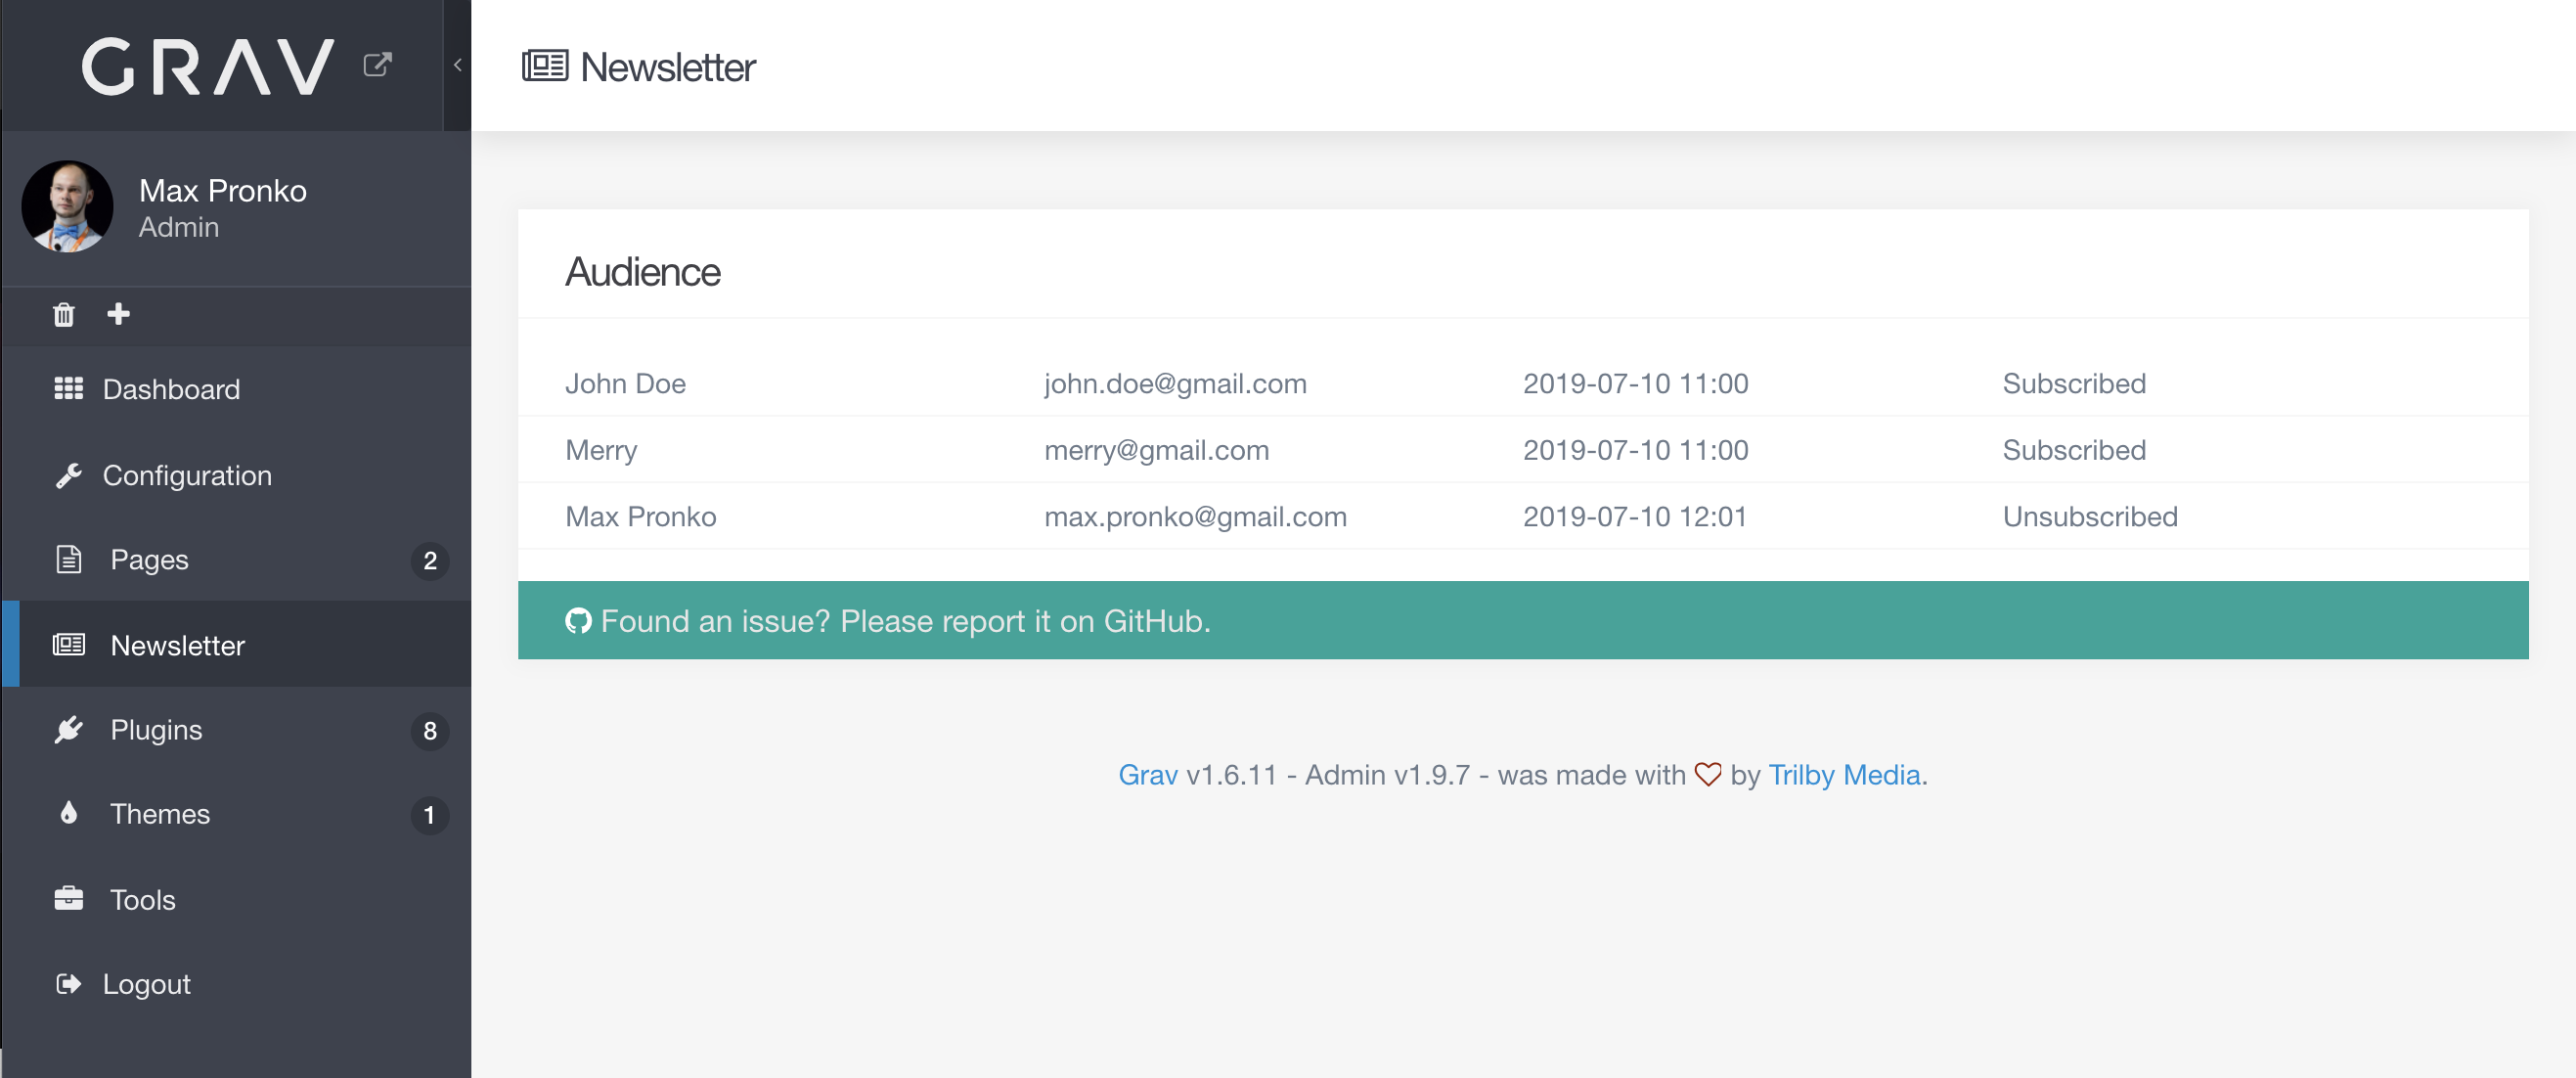 GRAV
Max Pronko
Admin
Dashboard
Configuration
Pages 2
Newsletter
Plugins 8
Themes 1
Tools
Logout
Newsletter
Audience
John Doe john.doe@gmail.com 2019-07-10 11:00 Subscribed
Merry merry@gmail.com 2019-07-10 11:00 Subscribed
Max Pronko max.pronko@gmail.com 2019-07-10 12:01 Unsubscribed
Found an issue? Please report it on GitHub.
Grav v1.6.11 - Admin v1.9.7 - was made with ♡ by Trilby Media.